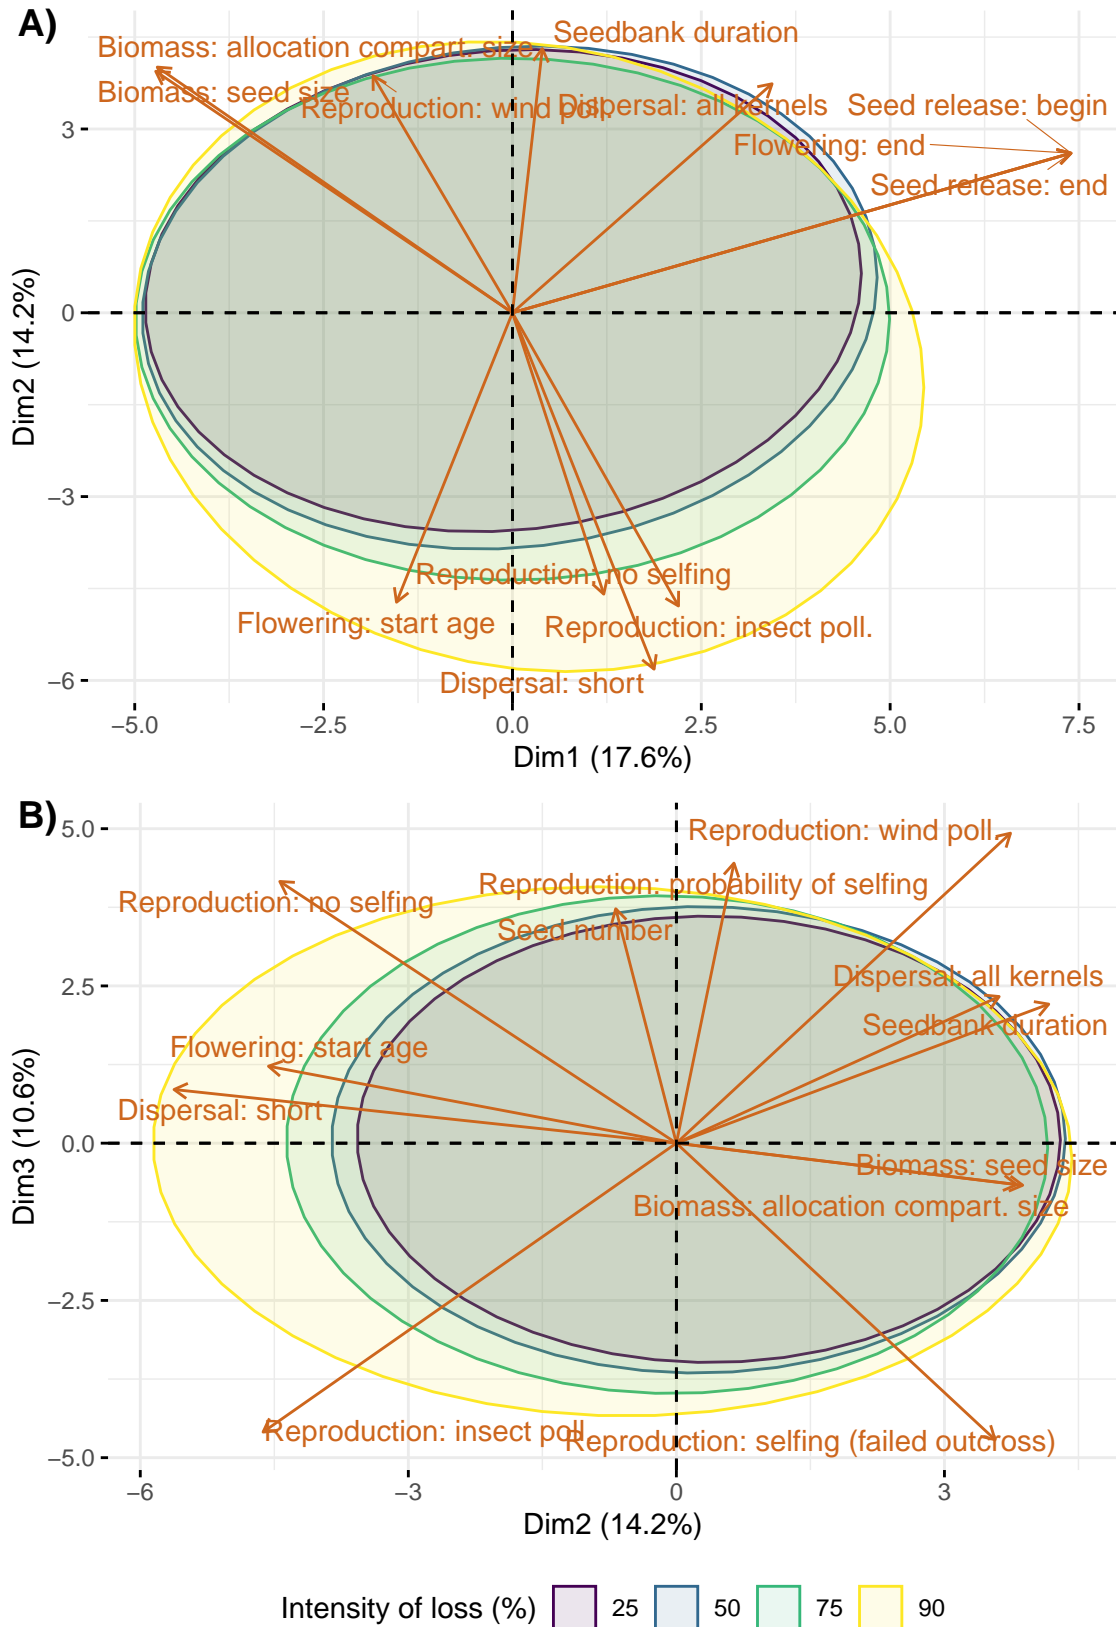 A)
Biomass: allocation compart. size
Seedbank duration
Biomass: seed size
Reproduction: wind poll.
Dispersal: all kernels
Seed release: begin
Flowering: end
Seed release: end
Reproduction: no selfing
Flowering: start age
Reproduction: insect poll.
Dispersal: short
3
0
−3
−6
Dim2 (14.2%)
−5.0
−2.5
0.0
2.5
5.0
7.5
Dim1 (17.6%)
B)
Reproduction: wind poll.
Reproduction: probability of selfing
Reproduction: no selfing
Seed number
Dispersal: all kernels
Seedbank duration
Flowering: start age
Dispersal: short
Biomass: seed size
Biomass: allocation compart. size
Reproduction: insect poll.
Reproduction: selfing (failed outcross)
5.0
2.5
0.0
−2.5
−5.0
Dim3 (10.6%)
−6
−3
0
3
Dim2 (14.2%)
Intensity of loss (%) 25 50 75 90